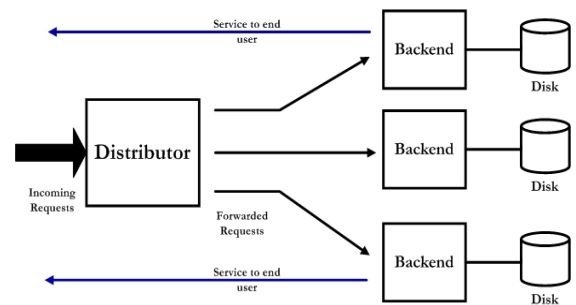 Service to end
user
Backend
Disk
Distributor
Backend
Disk
Incoming
Requests
Forwarded
Requests
Backend
Disk
Service to end
user